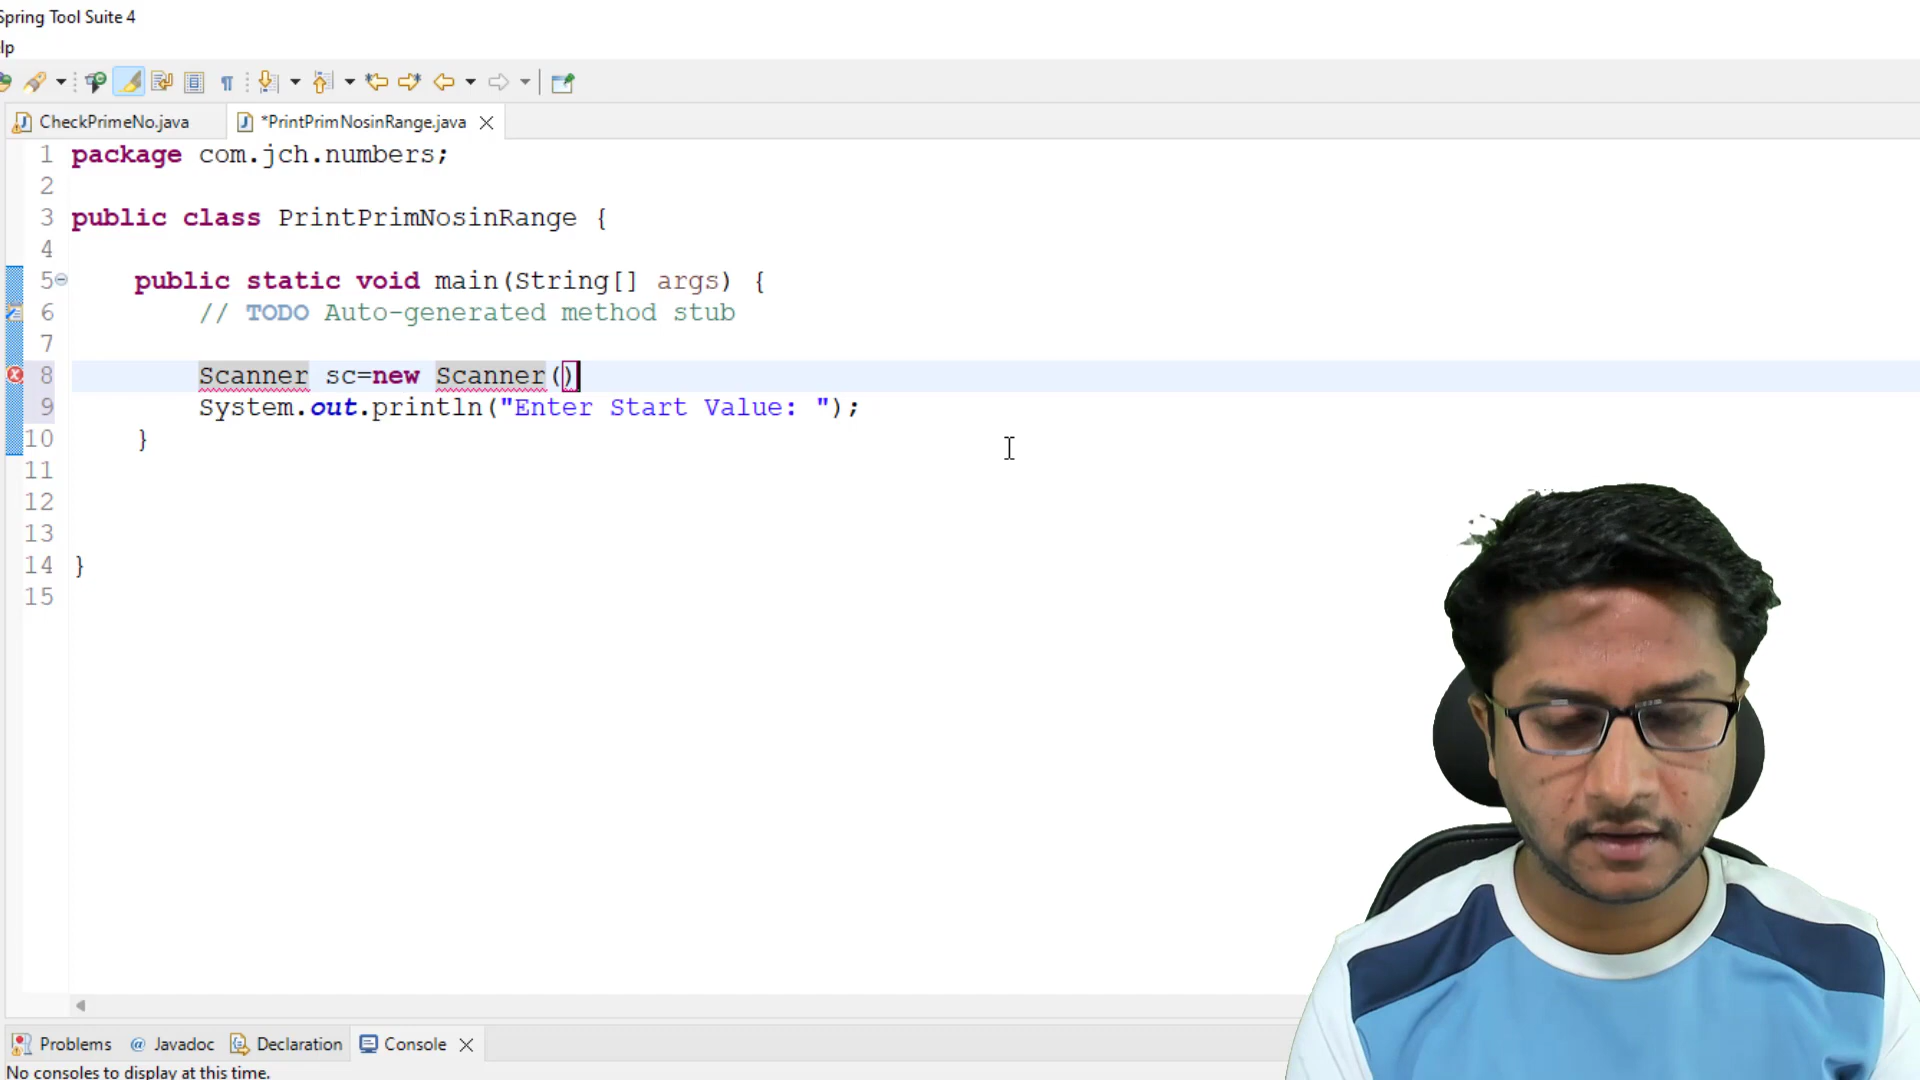 Spring Tool Suite 4
lp
CheckPrimeNo.java
*PrintPrimNosinRange.java
1 package com.jch.numbers;
2
3 public class PrintPrimNosinRange {
4
5 public static void main(String[] args) {
6 // TODO Auto-generated method stub
7
8 Scanner sc=new Scanner()
9 System.out.println("Enter Start Value: ");
10 }
11
12
13
14 }
15
Problems @ Javadoc Declaration Console
No consoles to display at this time.